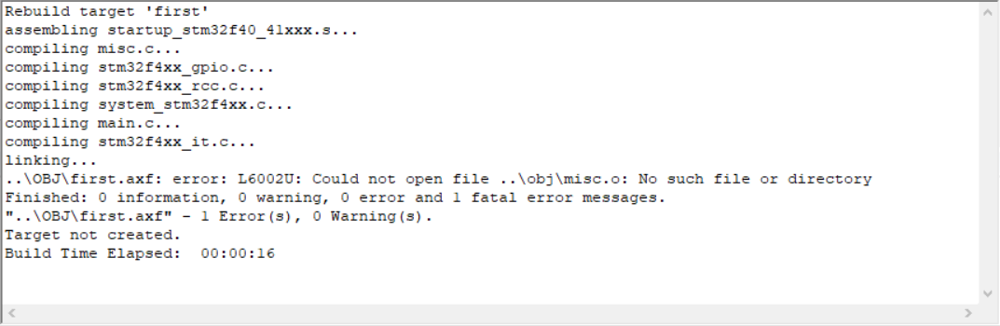 Rebuild target 'first'
assembling startup_stm32f40_41xxx.s...
compiling misc.c...
compiling stm32f4xx_gpio.c...
compiling stm32f4xx_rcc.c...
compiling system_stm32f4xx.c...
compiling main.c...
compiling stm32f4xx_it.c...
linking...
..\OBJ\first.axf: error: L6002U: Could not open file ..\obj\misc.o: No such file or directory
Finished: 0 information, 0 warning, 0 error and 1 fatal error messages.
"..\OBJ\first.axf" - 1 Error(s), 0 Warning(s).
Target not created.
Build Time Elapsed:  00:00:16